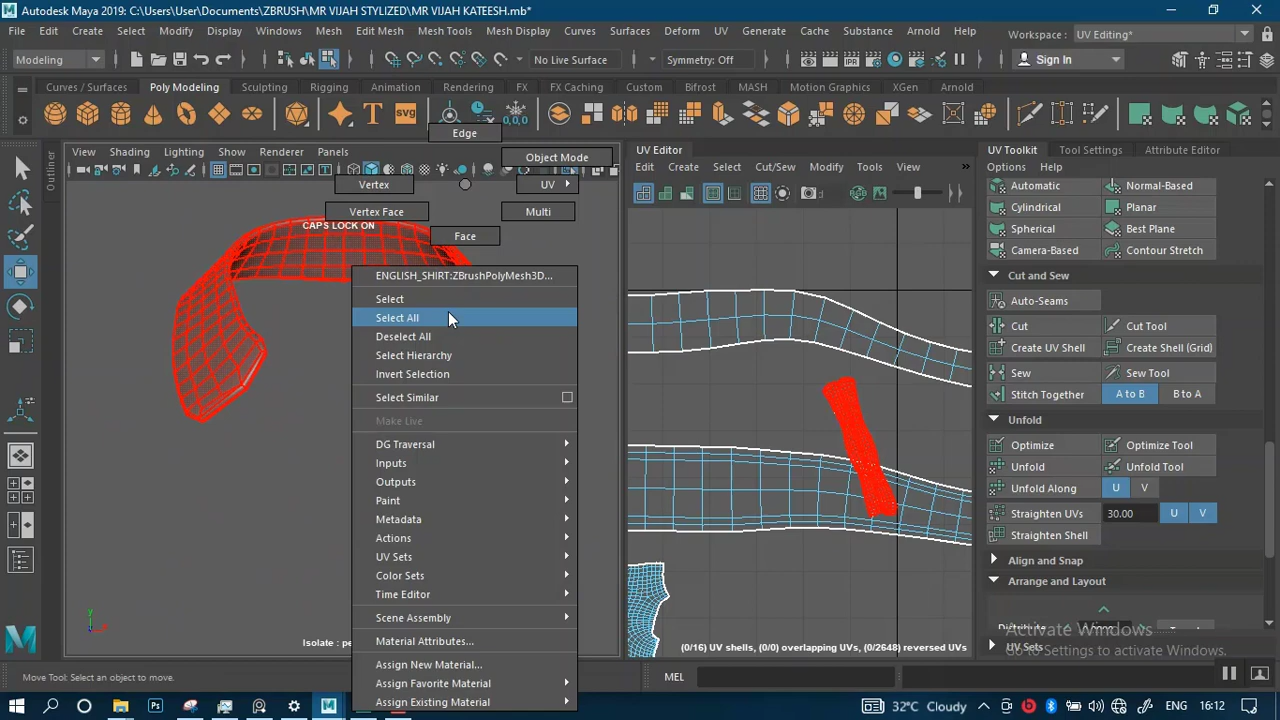 Autodesk Maya 2019: C:\Users\User\Documents\ZBRUSH\MR VIJAH STYLIZED\MR VIJAH KATEESH.mb*
File Edit Create Select Modify Display Windows Mesh Edit Mesh Mesh Tools Mesh Display Curves Surfaces Deform UV Generate Cache Substance Arnold Help Workspace : UV Editing*
Modeling No Live Surface Symmetry: Off Sign In
Curves / Surfaces Poly Modeling Sculpting Rigging Animation Rendering FX FX Caching Custom Bifrost MASH Motion Graphics XGen Arnold
T SVG 0,0,0
Edge
Outliner
View Shading Lighting Show Renderer Panels
Object Mode
Vertex UV
Vertex Face Multi
CAPS LOCK ON
Face
ENGLISH_SHIRT:ZBrushPolyMesh3D...
Select
Select All
Deselect All
Select Hierarchy
Invert Selection
Select Similar
Make Live
DG Traversal
Inputs
Outputs
Paint
Metadata
Actions
UV Sets
Color Sets
Time Editor
Scene Assembly
Material Attributes...
Assign New Material...
Assign Favorite Material
Assign Existing Material
y
Isolate : pe
UV Editor
Edit Create Select Cut/Sew Modify Tools View »
(0/16) UV shells, (0/0) overlapping UVs, (0/2648) reversed UVs
UV Toolkit Tool Settings Attribute Editor
Options Help
Automatic Normal-Based
Cylindrical Planar
Spherical Best Plane
Camera-Based Contour Stretch
Cut and Sew
Auto-Seams
Cut Cut Tool
Create UV Shell Create Shell (Grid)
Sew Sew Tool
Stitch Together A to B B to A
Unfold
Optimize Optimize Tool
Unfold Unfold Tool
Unfold Along U V
Straighten UVs 30.00 U V
Straighten Shell
Align and Snap
Arrange and Layout
UV Sets
Activate Windows
Go to Settings to activate Windows.
Move Tool: Select an object to move.
MEL
32°C Cloudy ENG 16:12